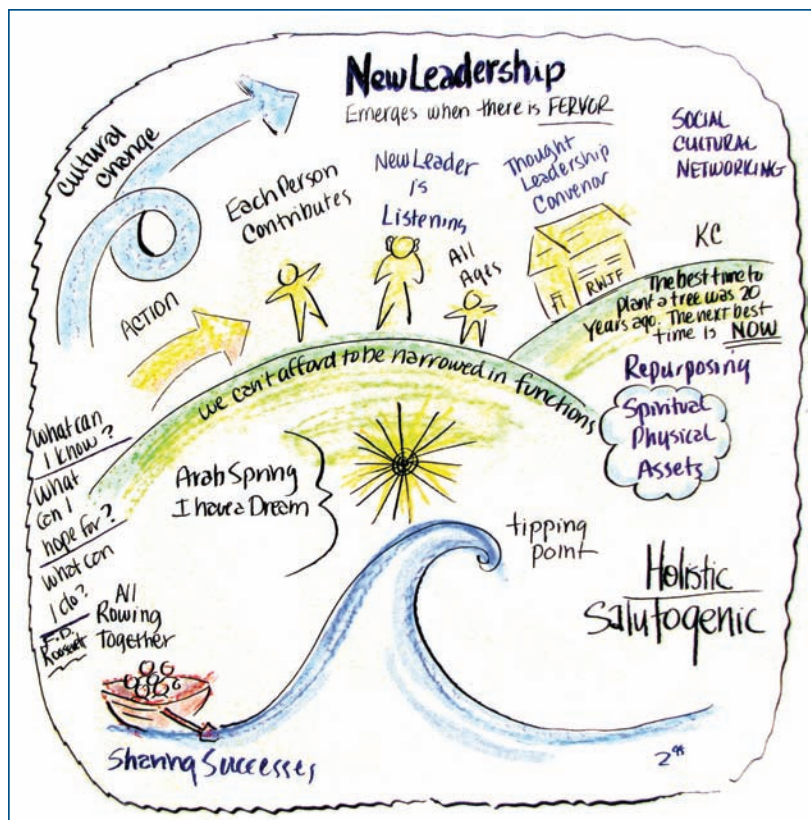 New Leadership
Emerges when there is FERVOR
Cultural
Change
Each Person
Contributes
New Leader
is
Listening
All
Ages
Thought
Leadership
Convenor
RWJF
SOCIAL
CULTURAL
NETWORKING
KC
The best time to
plant a tree was 20
years ago. The next best
time is NOW
ACTION
We can't afford to be narrowed in functions
Repurposing
Spiritual
Physical
Assets
What can
I know?
What
can I
hope for?
What can
I do?
Arab Spring
I have a Dream
tipping
point
Holistic
Salutogenic
All
Rowing
Together
Sharing Successes